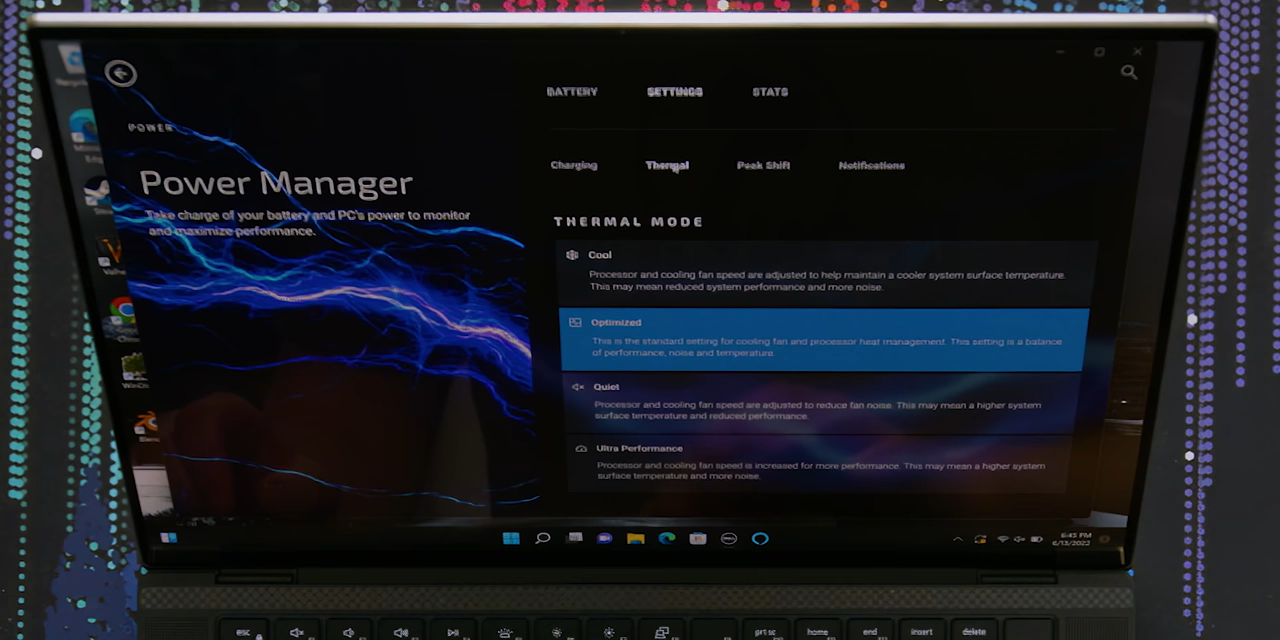 BATTERY SETTINGS STATS
POWER
Charging Thermal Peak Shift Notifications
Power Manager
Take charge of your battery and PC's power to monitor
and maximize performance.
THERMAL MODE
Cool
Processor and cooling fan speed are adjusted to help maintain a cooler system surface temperature.
This may mean reduced system performance and more noise.
Optimized
This is the standard setting for cooling fan and processor heat management. This setting is a balance
of performance, noise and temperature.
Quiet
Processor and cooling fan speed are adjusted to reduce fan noise. This may mean a higher system
surface temperature and reduced performance.
Ultra Performance
Processor and cooling fan speed is increased for more performance. This may mean a higher system
surface temperature and more noise.
6:45 PM
6/13/2022
esc prt sc home end insert delete